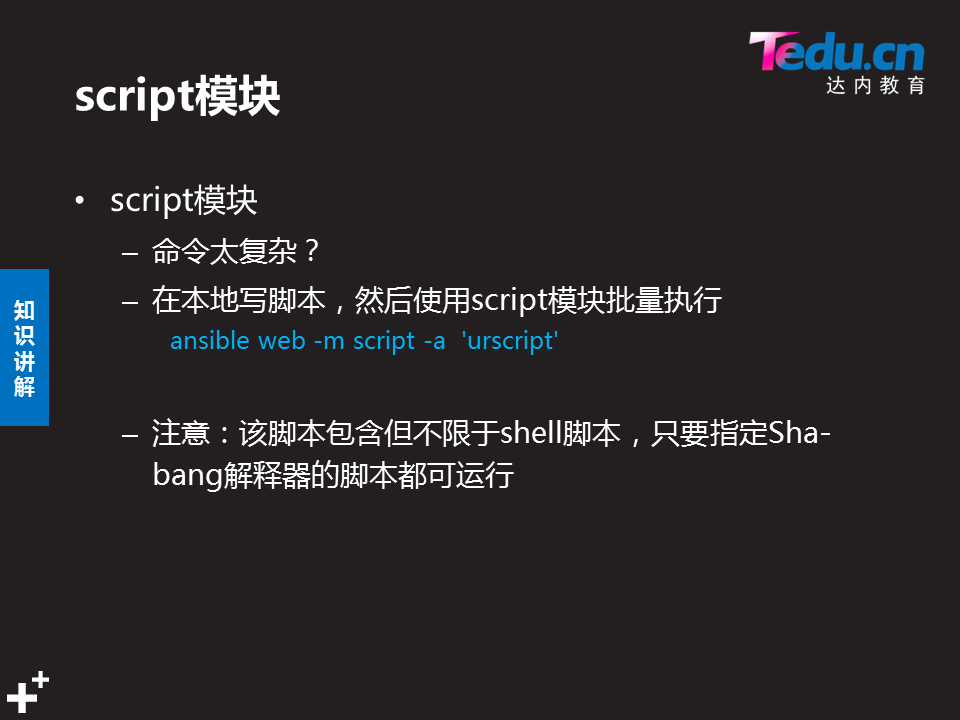 Tedu.cn
达内教育
script模块
• script模块
– 命令太复杂？
– 在本地写脚本，然后使用script模块批量执行
ansible web -m script -a  'urscript'
知识讲解
– 注意：该脚本包含但不限于shell脚本，只要指定Sha-
bang解释器的脚本都可运行